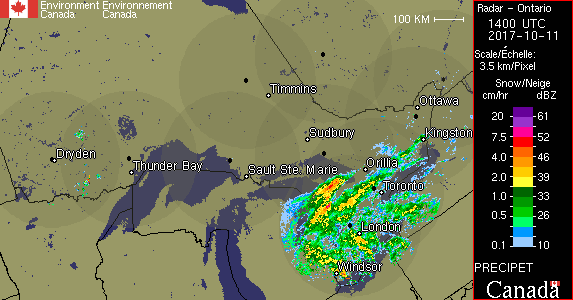 Environment Environnement
Canada Canada
100 KM
Timmins
Ottawa
Sudbury
Kingston
Dryden
Thunder Bay
Sault Ste. Marie
Orillia
Toronto
London
Windsor
Radar - Ontario
1400 UTC
2017-10-11
Scale/Échelle:
3.5 km/Pixel
Snow/Neige
cm/hr dBZ
20 61
7.5 52
4.0 46
2.0 39
1.0 33
0.5 26
0.1 10
PRECIPET
Canada